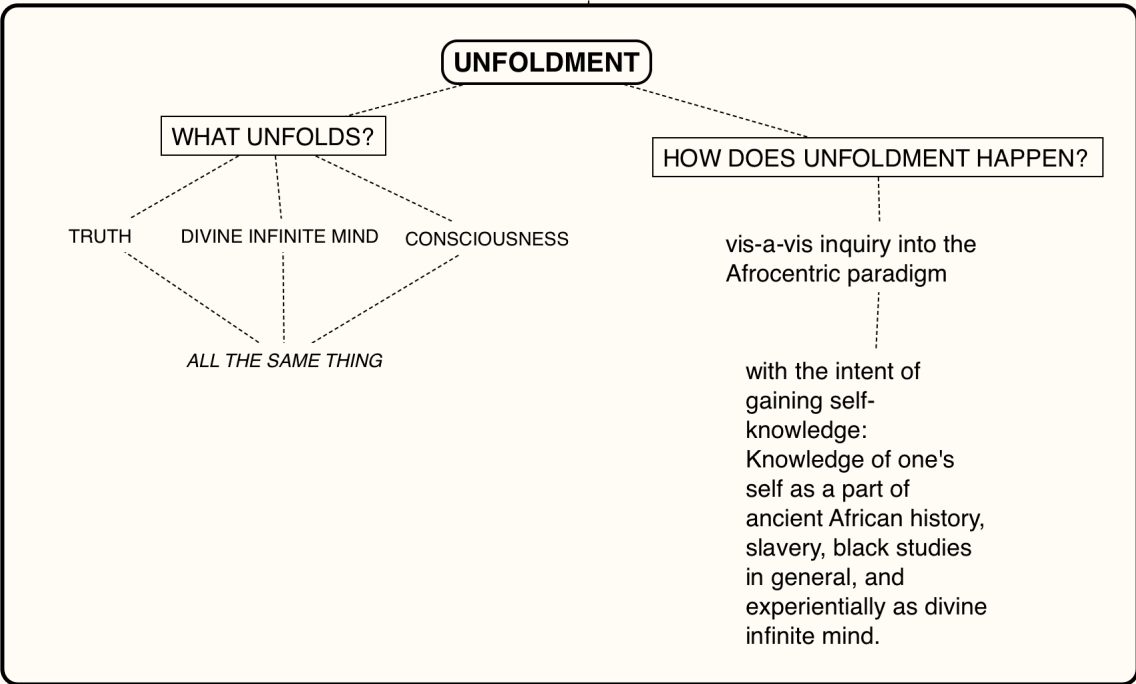 UNFOLDMENT
WHAT UNFOLDS?
HOW DOES UNFOLDMENT HAPPEN?
TRUTH
DIVINE INFINITE MIND
CONSCIOUSNESS
ALL THE SAME THING
vis-a-vis inquiry into the
Afrocentric paradigm
with the intent of
gaining self-
knowledge:
Knowledge of one's
self as a part of
ancient African history,
slavery, black studies
in general, and
experientially as divine
infinite mind.